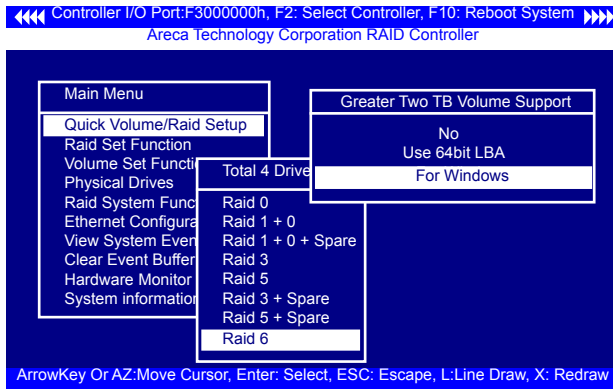 Controller I/O Port:F3000000h, F2: Select Controller, F10: Reboot System
Areca Technology Corporation RAID Controller
Main Menu
Quick Volume/Raid Setup
Raid Set Function
Volume Set Functi
Physical Drives
Raid System Func
Ethernet Configura
View System Even
Clear Event Buffer
Hardware Monitor
System information
Total 4 Drive
Raid 0
Raid 1 + 0
Raid 1 + 0 + Spare
Raid 3
Raid 5
Raid 3 + Spare
Raid 5 + Spare
Raid 6
Greater Two TB Volume Support
No
Use 64bit LBA
For Windows
ArrowKey Or AZ:Move Cursor, Enter: Select, ESC: Escape, L:Line Draw, X: Redraw